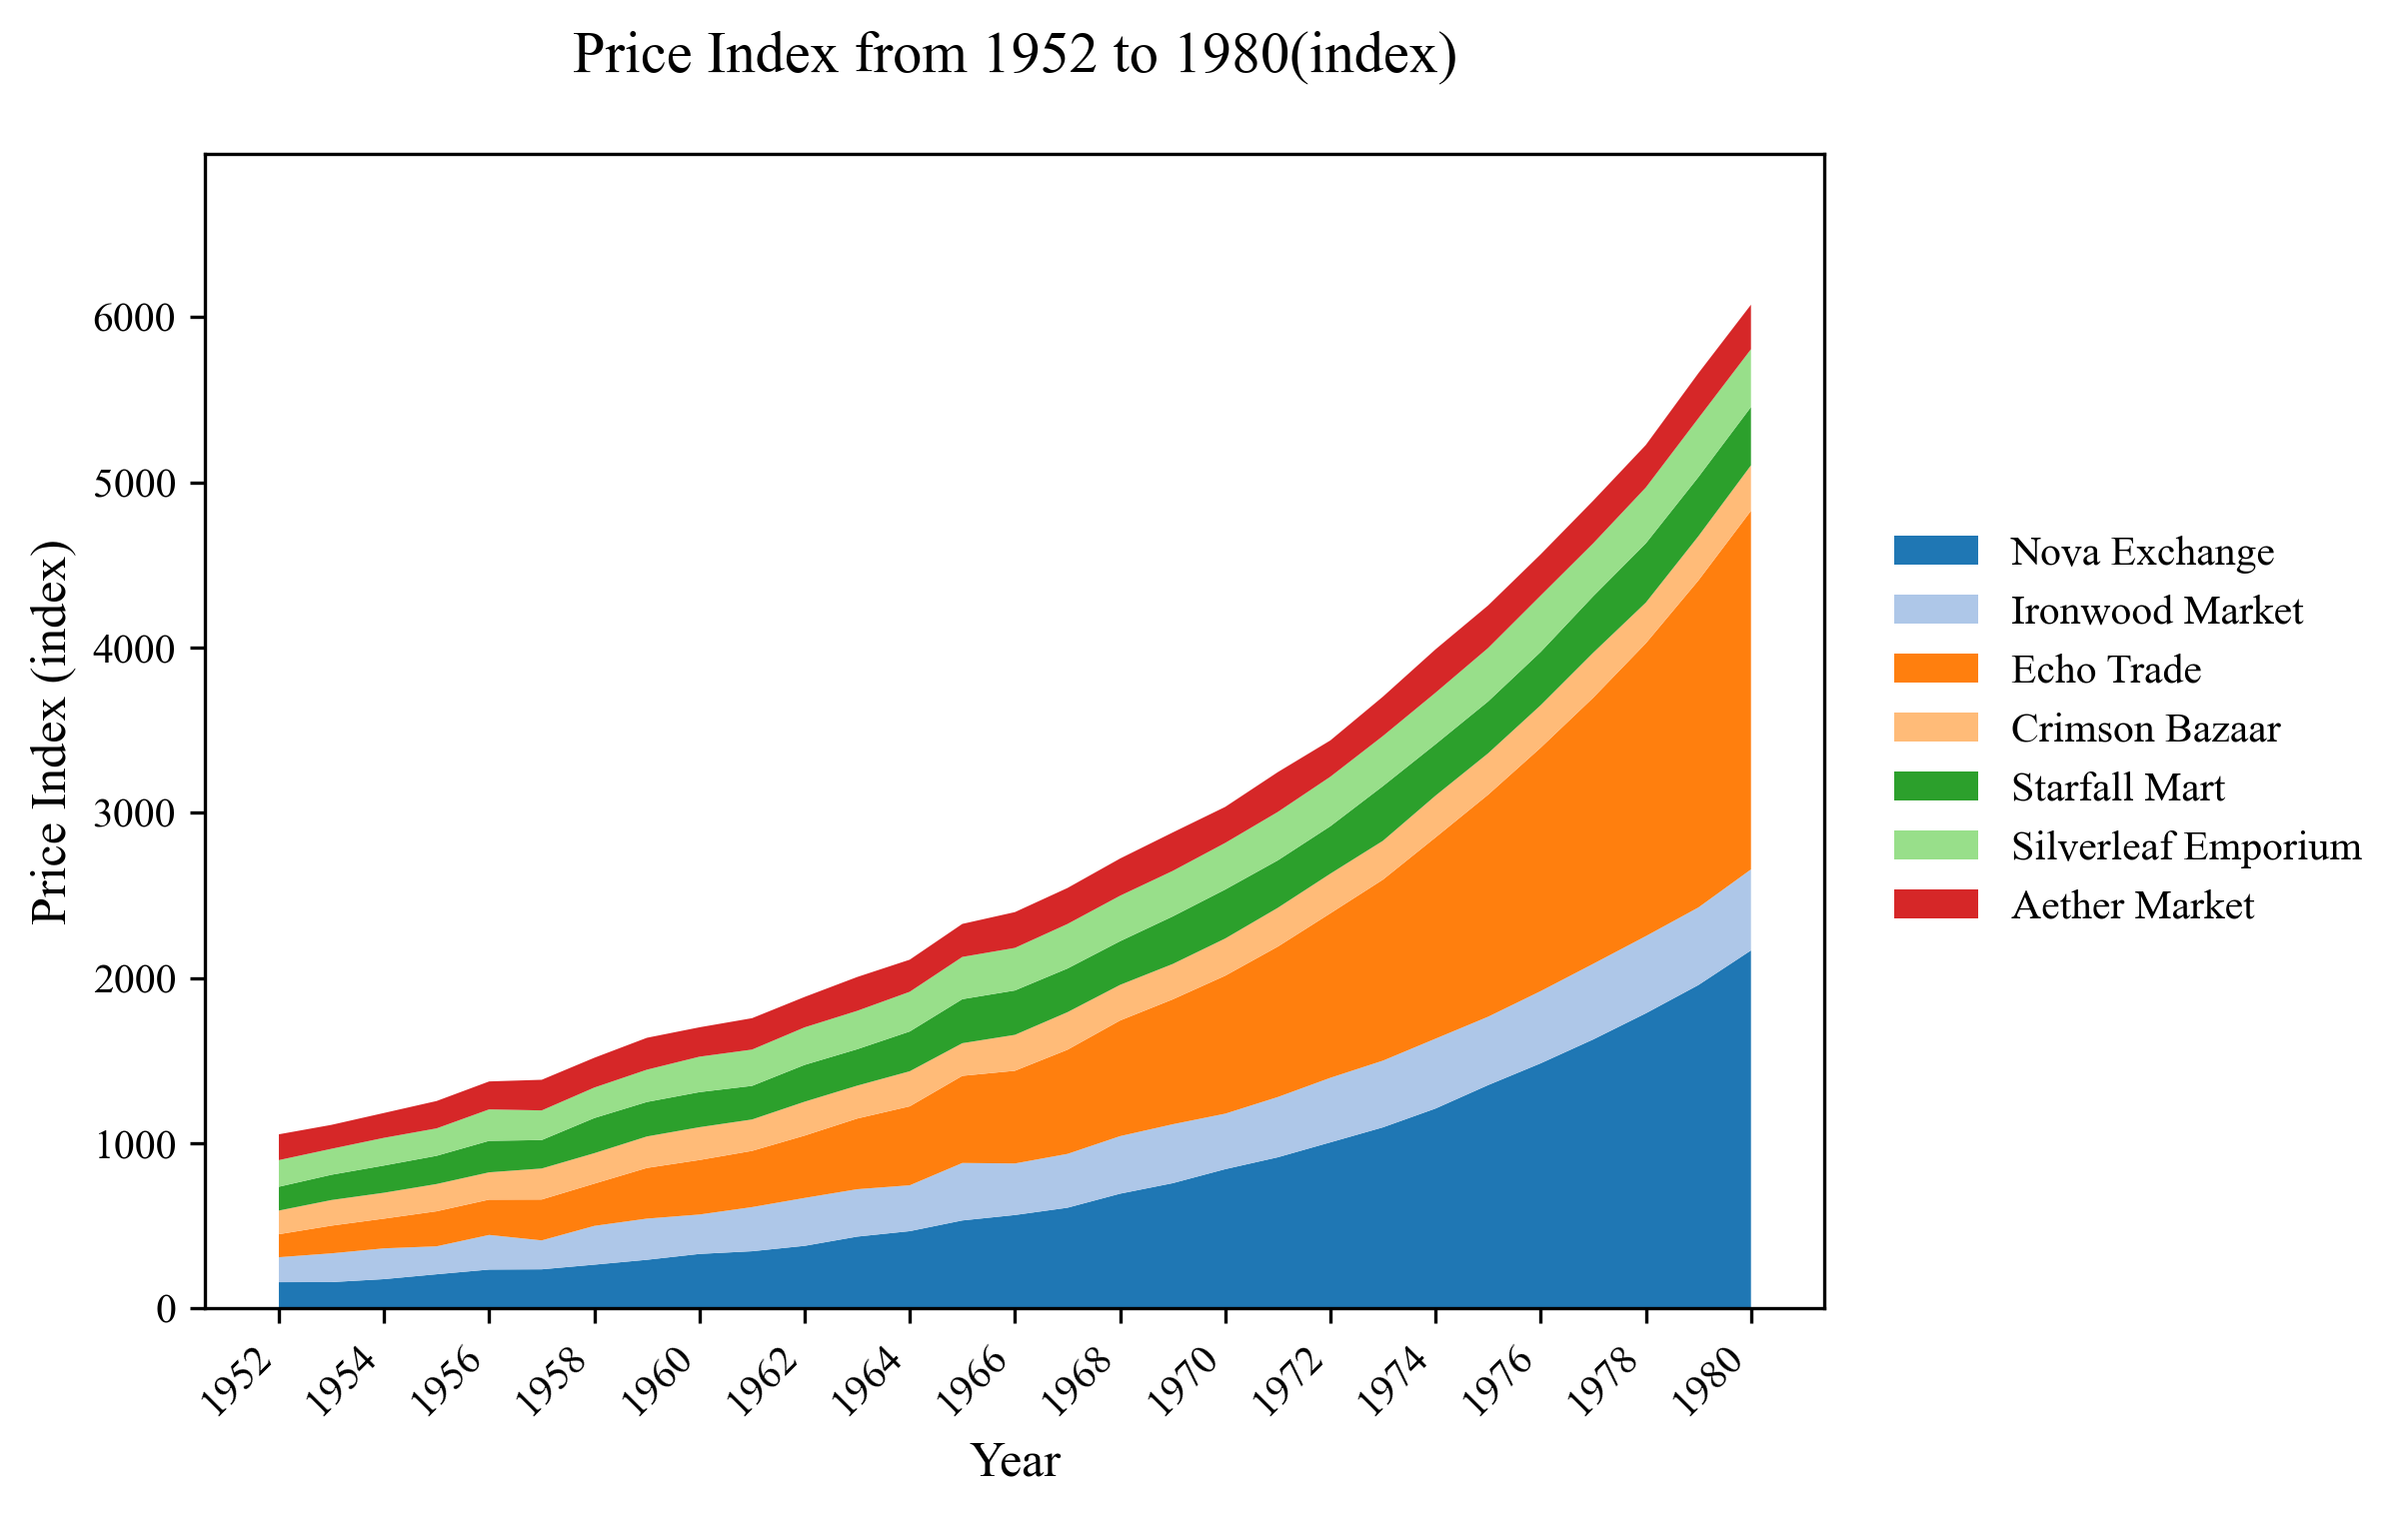 Price Index from 1952 to 1980(index)
Price Index (index)
6000
5000
4000
3000
2000
1000
0
1952
1954
1956
1958
1960
1962
1964
1966
1968
1970
1972
1974
1976
1978
1980
Year
Nova Exchange
Ironwood Market
Echo Trade
Crimson Bazaar
Starfall Mart
Silverleaf Emporium
Aether Market